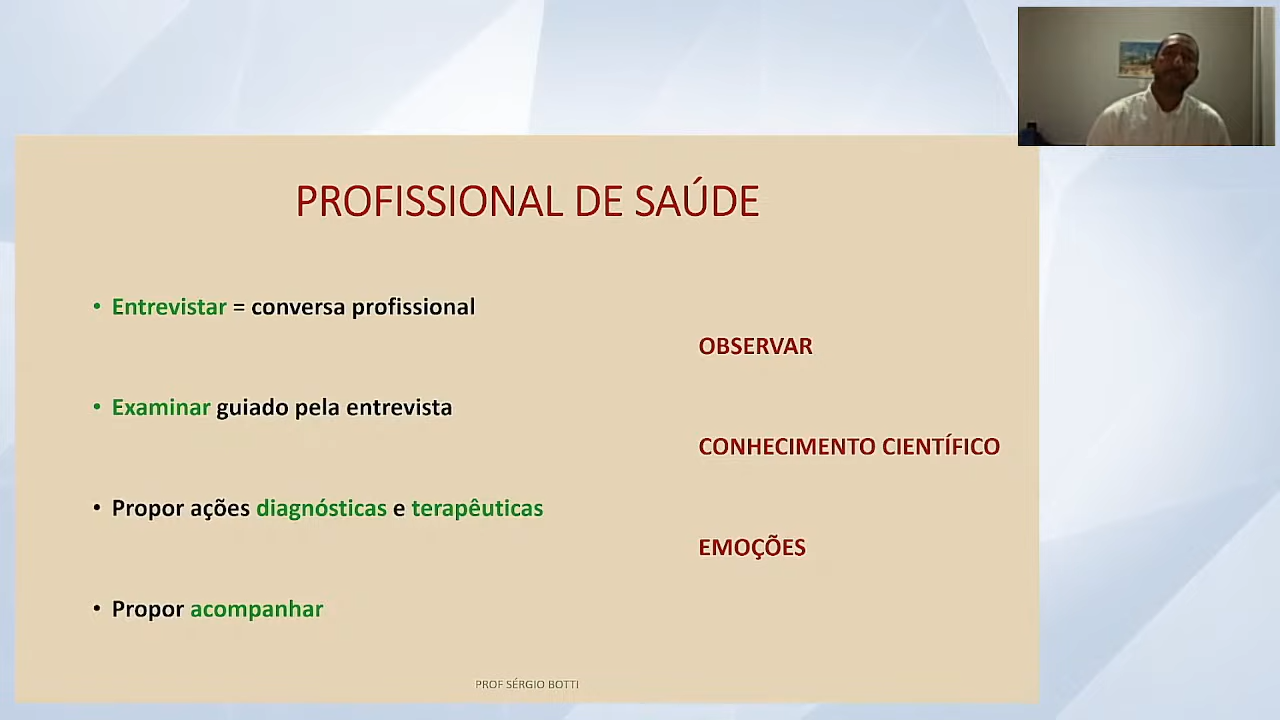 PROFISSIONAL DE SAÚDE
• Entrevistar = conversa profissional
OBSERVAR
• Examinar guiado pela entrevista
CONHECIMENTO CIENTÍFICO
• Propor ações diagnósticas e terapêuticas
EMOÇÕES
• Propor acompanhar
PROF SÉRGIO BOTTI